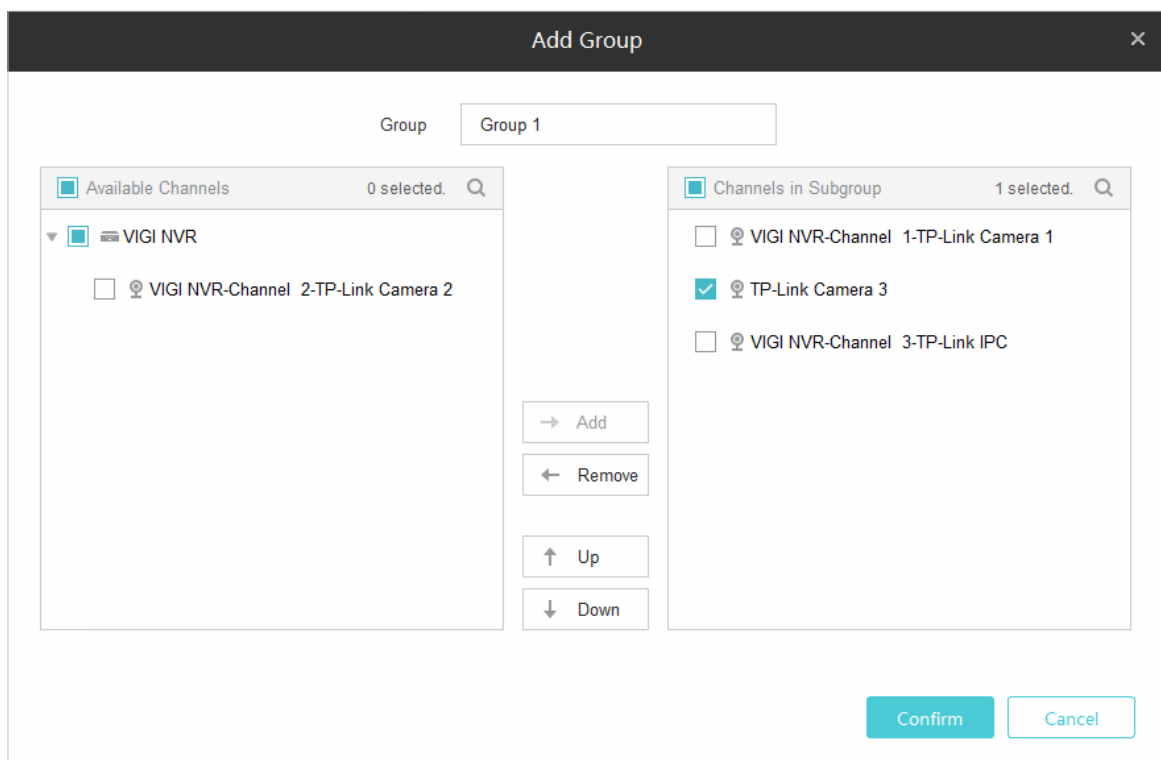 Add Group
Group Group 1
Available Channels 0 selected.
VIGI NVR
VIGI NVR-Channel 2-TP-Link Camera 2
Add
Remove
Up
Down
Channels in Subgroup 1 selected.
VIGI NVR-Channel 1-TP-Link Camera 1
TP-Link Camera 3
VIGI NVR-Channel 3-TP-Link IPC
Confirm Cancel